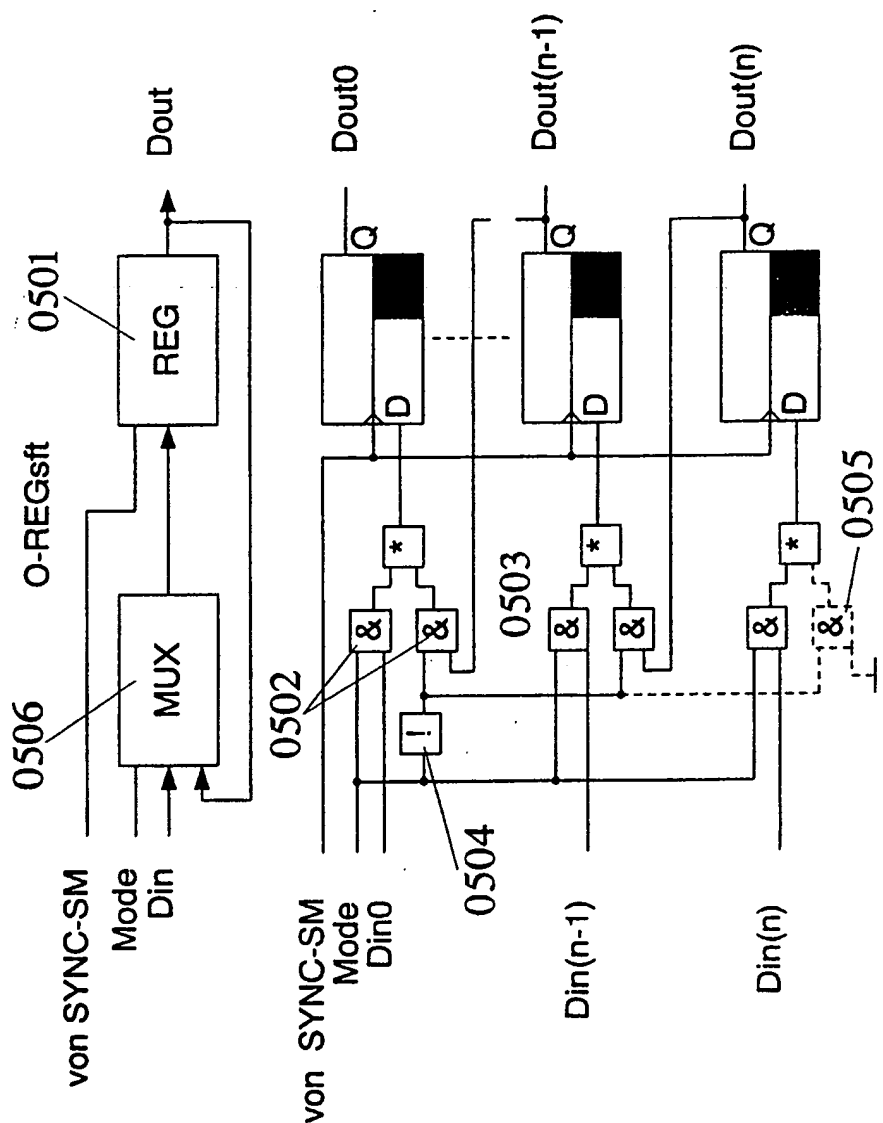 O-REGsft
0506
0501
von SYNC-SM
Mode
Din
MUX
REG
Dout
von SYNC-SM
Mode
Din0
0502
&
&
*
D
Q
Dout0
!
0504
0503
Din(n-1)
&
&
*
D
Q
Dout(n-1)
Din(n)
&
&
*
D
Q
Dout(n)
0505